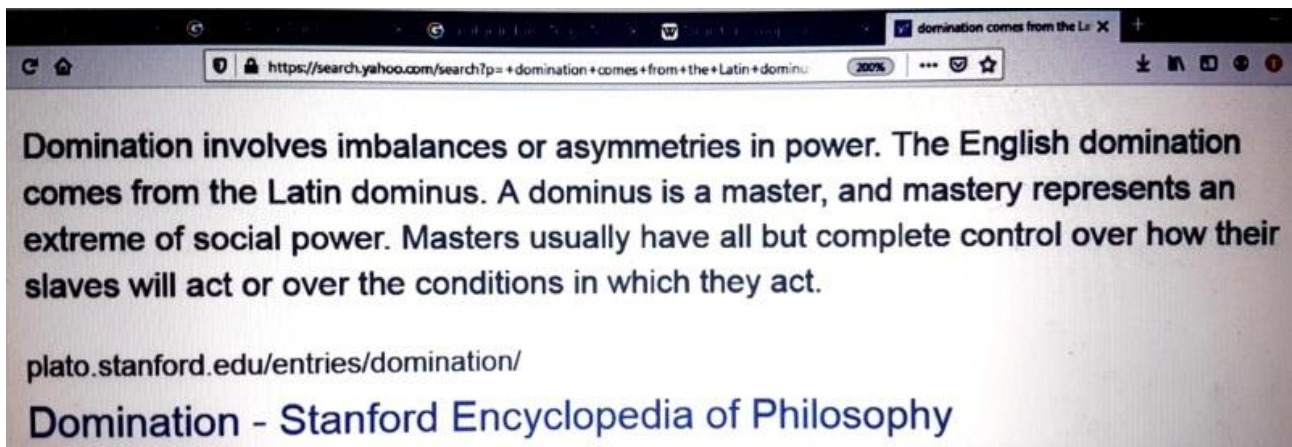 domination comes from the La
https://search.yahoo.com/search?p=+domination+comes+from+the+Latin+dominu
200%
Domination involves imbalances or asymmetries in power. The English domination
comes from the Latin dominus. A dominus is a master, and mastery represents an
extreme of social power. Masters usually have all but complete control over how their
slaves will act or over the conditions in which they act.
plato.stanford.edu/entries/domination/
Domination - Stanford Encyclopedia of Philosophy